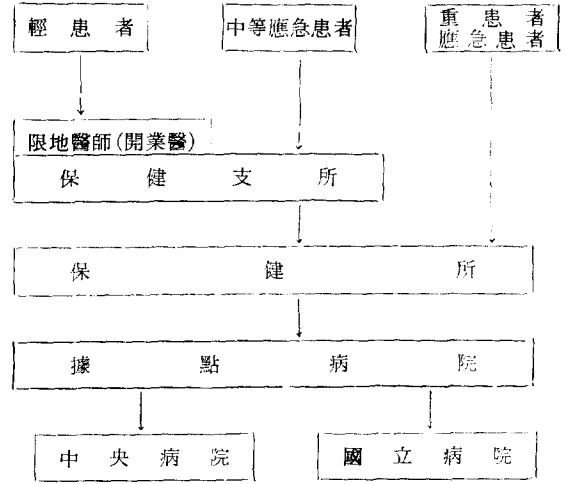 輕患者
中等應急患者
重患者
應急患者
限地醫師(開業醫)
保健支所
保健所
據點病院
中央病院
國立病院